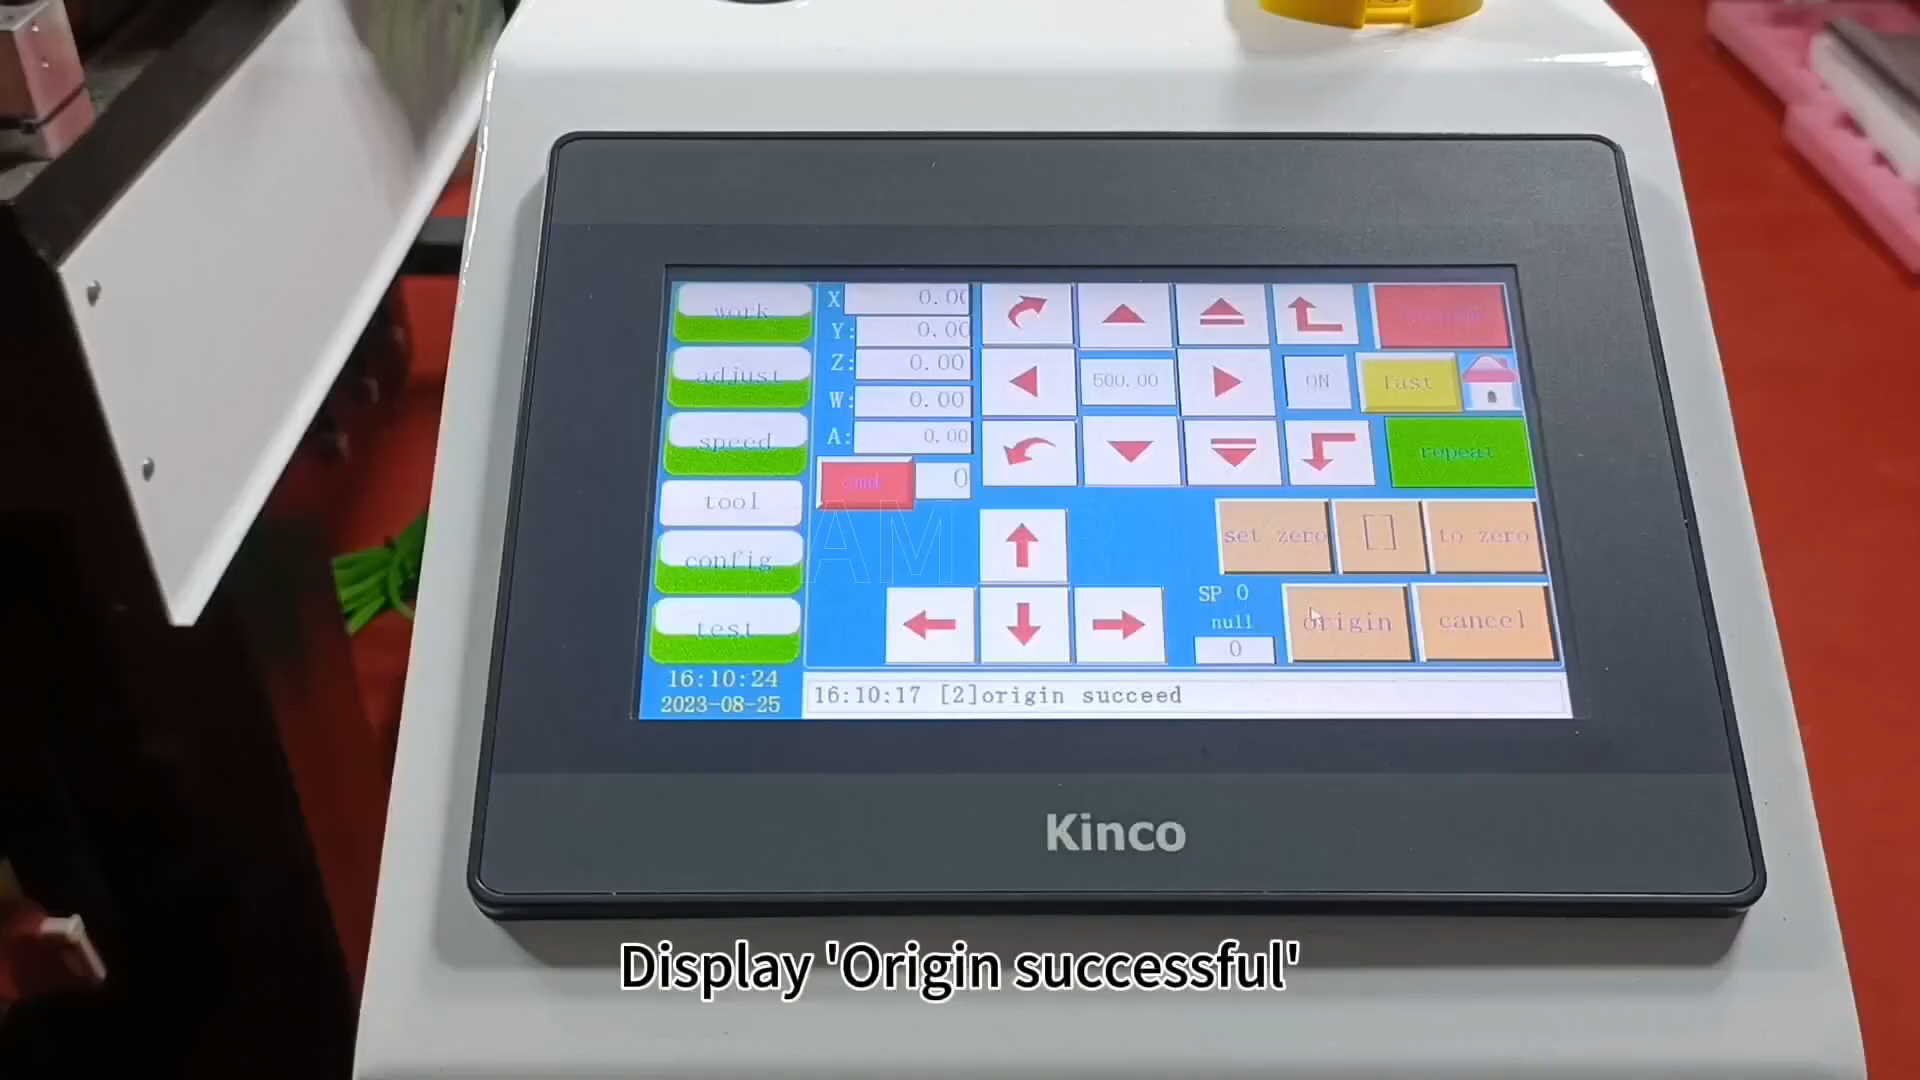 work
adjust
speed
tool
config
test
16:10:24
2023-08-25
X 0.00
Y: 0.00
Z: 0.00
W: 0.00
A: 0.00
cmd 0
500.00
ON
fast
repeat
set zero [] to zero
SP 0
null
0
origin cancel
16:10:17 [2]origin succeed
Kinco
Display 'Origin successful'